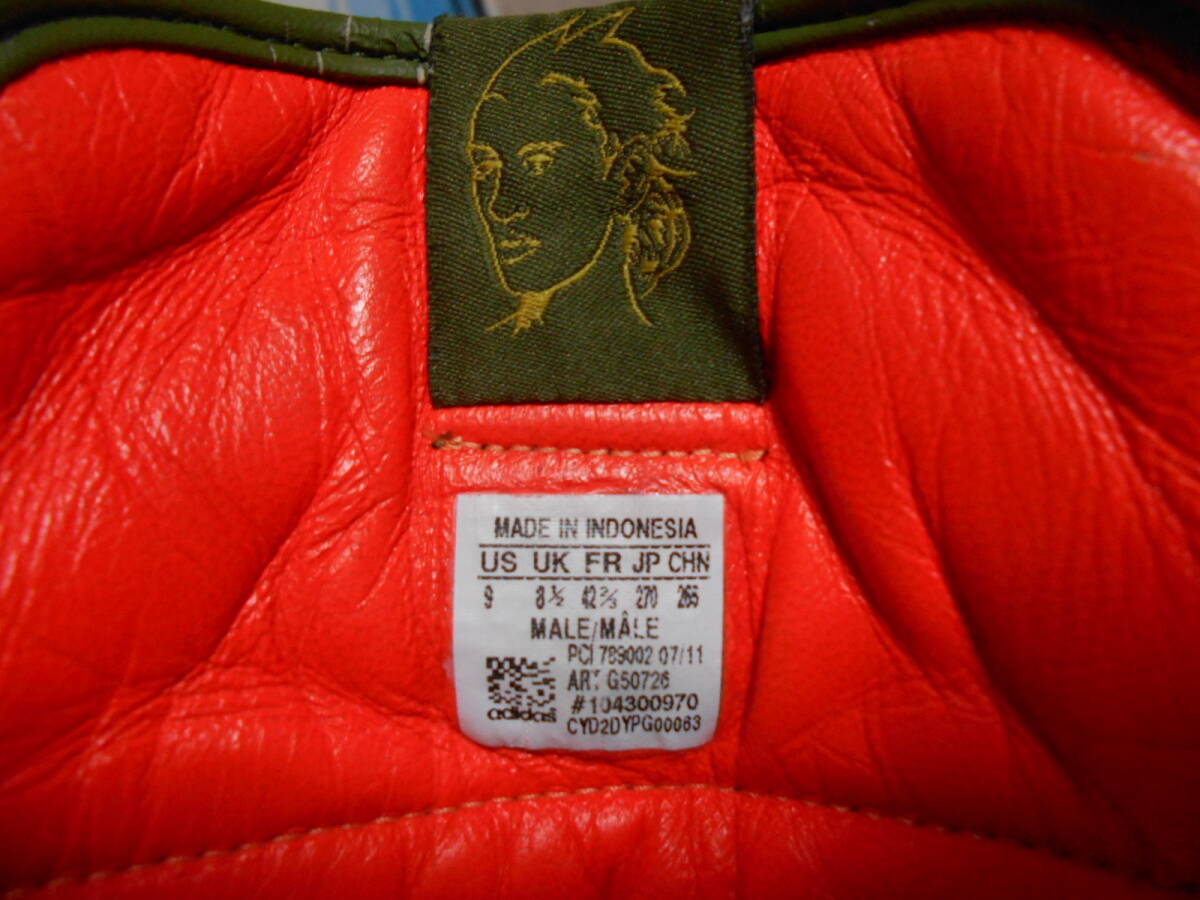 MADE IN INDONESIA
US UK FR JP CHN
9 8½ 42⅔ 270 265
MALE/MÂLE
PCI 789002 07/11
ART G50726
#104300970
adidas
CYD2DYPG00063